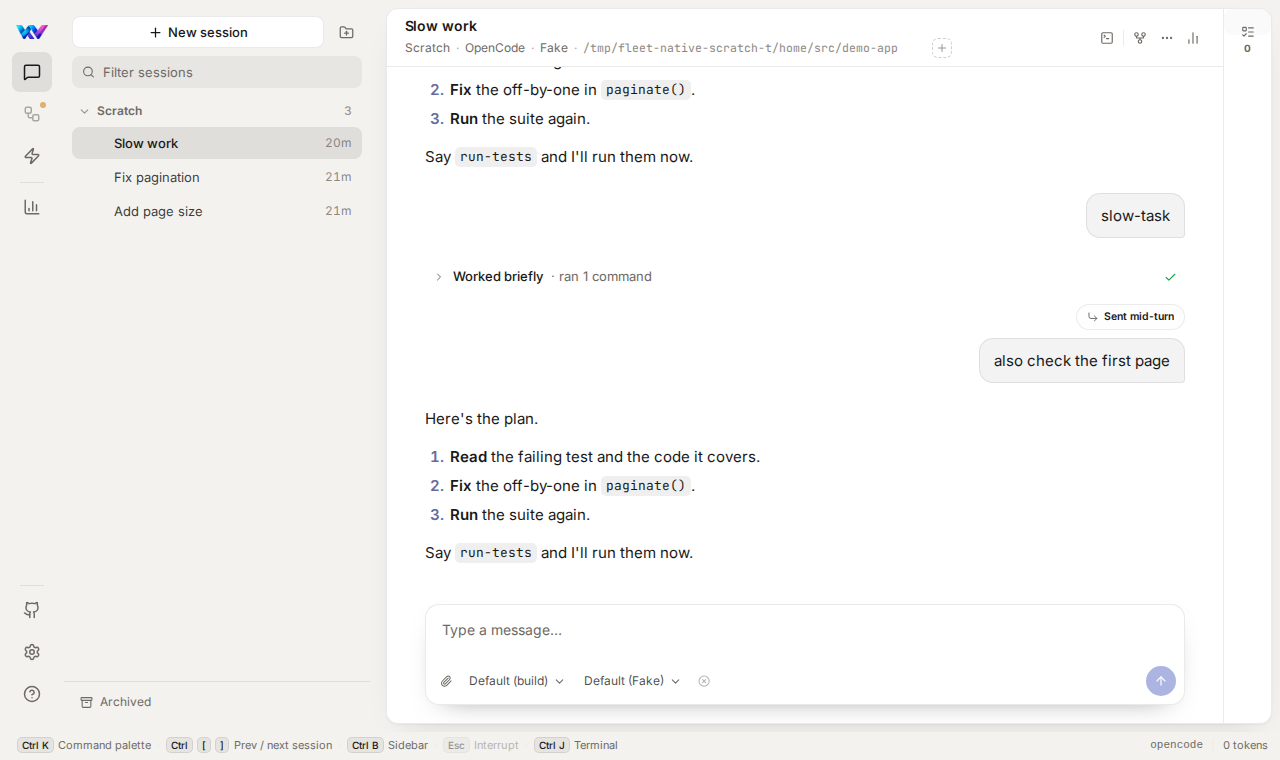 New session
Filter sessions
Scratch 3
Slow work 20m
Fix pagination 21m
Add page size 21m
Archived
Slow work
Scratch · OpenCode · Fake · /tmp/fleet-native-scratch-t/home/src/demo-app
0
2. Fix the off-by-one in paginate().
3. Run the suite again.
Say run-tests and I'll run them now.
slow-task
Worked briefly · ran 1 command
Sent mid-turn
also check the first page
Here's the plan.
1. Read the failing test and the code it covers.
2. Fix the off-by-one in paginate().
3. Run the suite again.
Say run-tests and I'll run them now.
Type a message...
Default (build) Default (Fake)
Ctrl K Command palette Ctrl [ ] Prev / next session Ctrl B Sidebar Esc Interrupt Ctrl J Terminal opencode 0 tokens